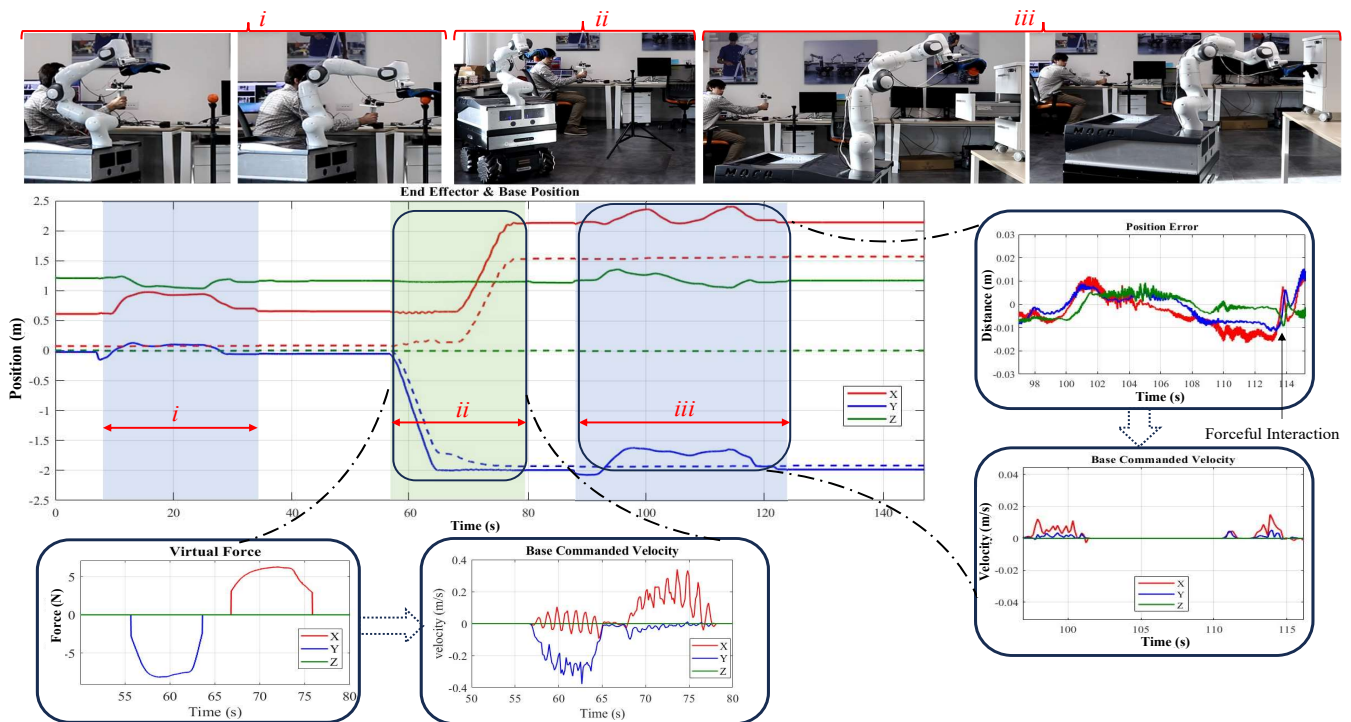 i
ii
iii
MOCA
MOCA
End Effector & Base Position
2.5
2
1.5
1
0.5
0
-0.5
-1
-1.5
-2
-2.5
Position (m)
0
20
40
60
80
100
120
140
Time (s)
i
ii
iii
X
Y
Z
Position Error
0.03
0.02
0.01
0
-0.01
-0.02
-0.03
Distance (m)
98
100
102
104
106
108
110
112
114
Time (s)
Forceful Interaction
Base Commanded Velocity
0.04
0.02
0
-0.02
-0.04
Velocity (m/s)
100
105
110
115
Time (s)
X
Y
Z
Virtual Force
5
0
-5
Force (N)
55
60
65
70
75
80
Time (s)
X
Y
Z
Base Commanded Velocity
0.4
0.2
0
-0.2
-0.4
velocity (m/s)
50
55
60
65
70
75
80
Time (s)
X
Y
Z